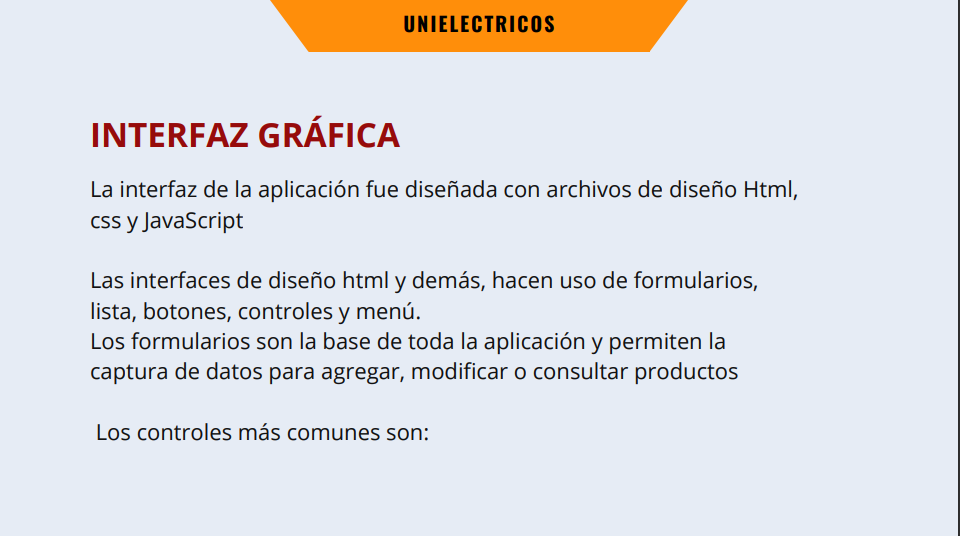 UNIELECTRICOS
INTERFAZ GRÁFICA
La interfaz de la aplicación fue diseñada con archivos de diseño Html,
css y JavaScript
Las interfaces de diseño html y demás, hacen uso de formularios,
lista, botones, controles y menú.
Los formularios son la base de toda la aplicación y permiten la
captura de datos para agregar, modificar o consultar productos
Los controles más comunes son: